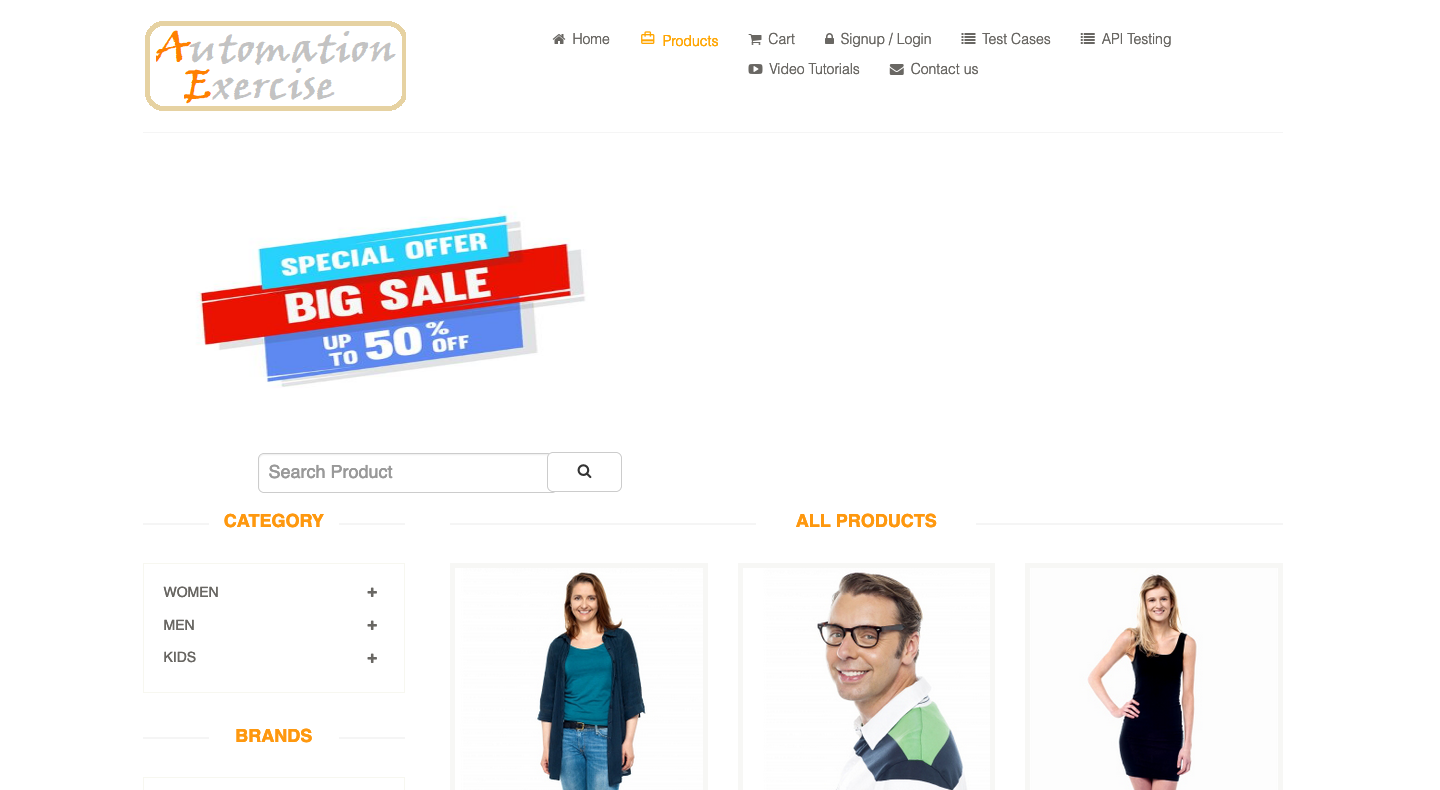 Automation
Exercise
Home Products Cart Signup / Login Test Cases API Testing
Video Tutorials Contact us
SPECIAL OFFER
BIG SALE
UP TO 50% OFF
Search Product
CATEGORY
ALL PRODUCTS
WOMEN
MEN
KIDS
BRANDS